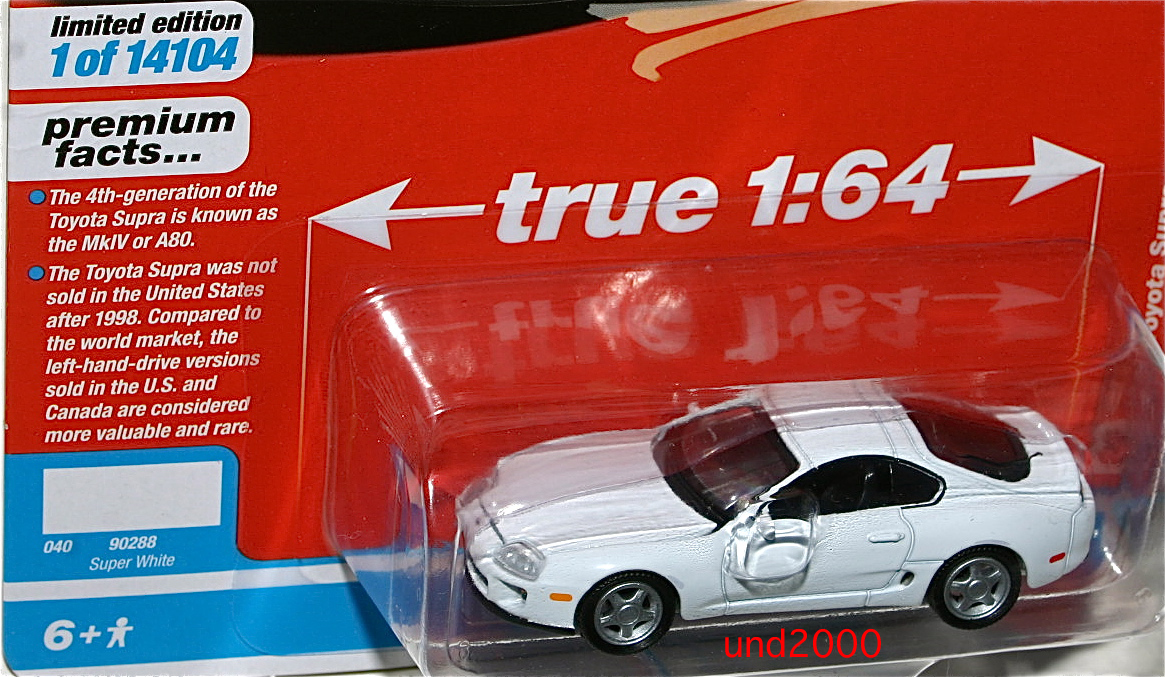 limited edition
1 of 14104
premium
facts...
The 4th-generation of the
Toyota Supra is known as
the MkIV or A80.
The Toyota Supra was not
sold in the United States
after 1998. Compared to
the world market, the
left-hand-drive versions
sold in the U.S. and
Canada are considered
more valuable and rare.
040 90288
Super White
6+
true 1:64
und2000